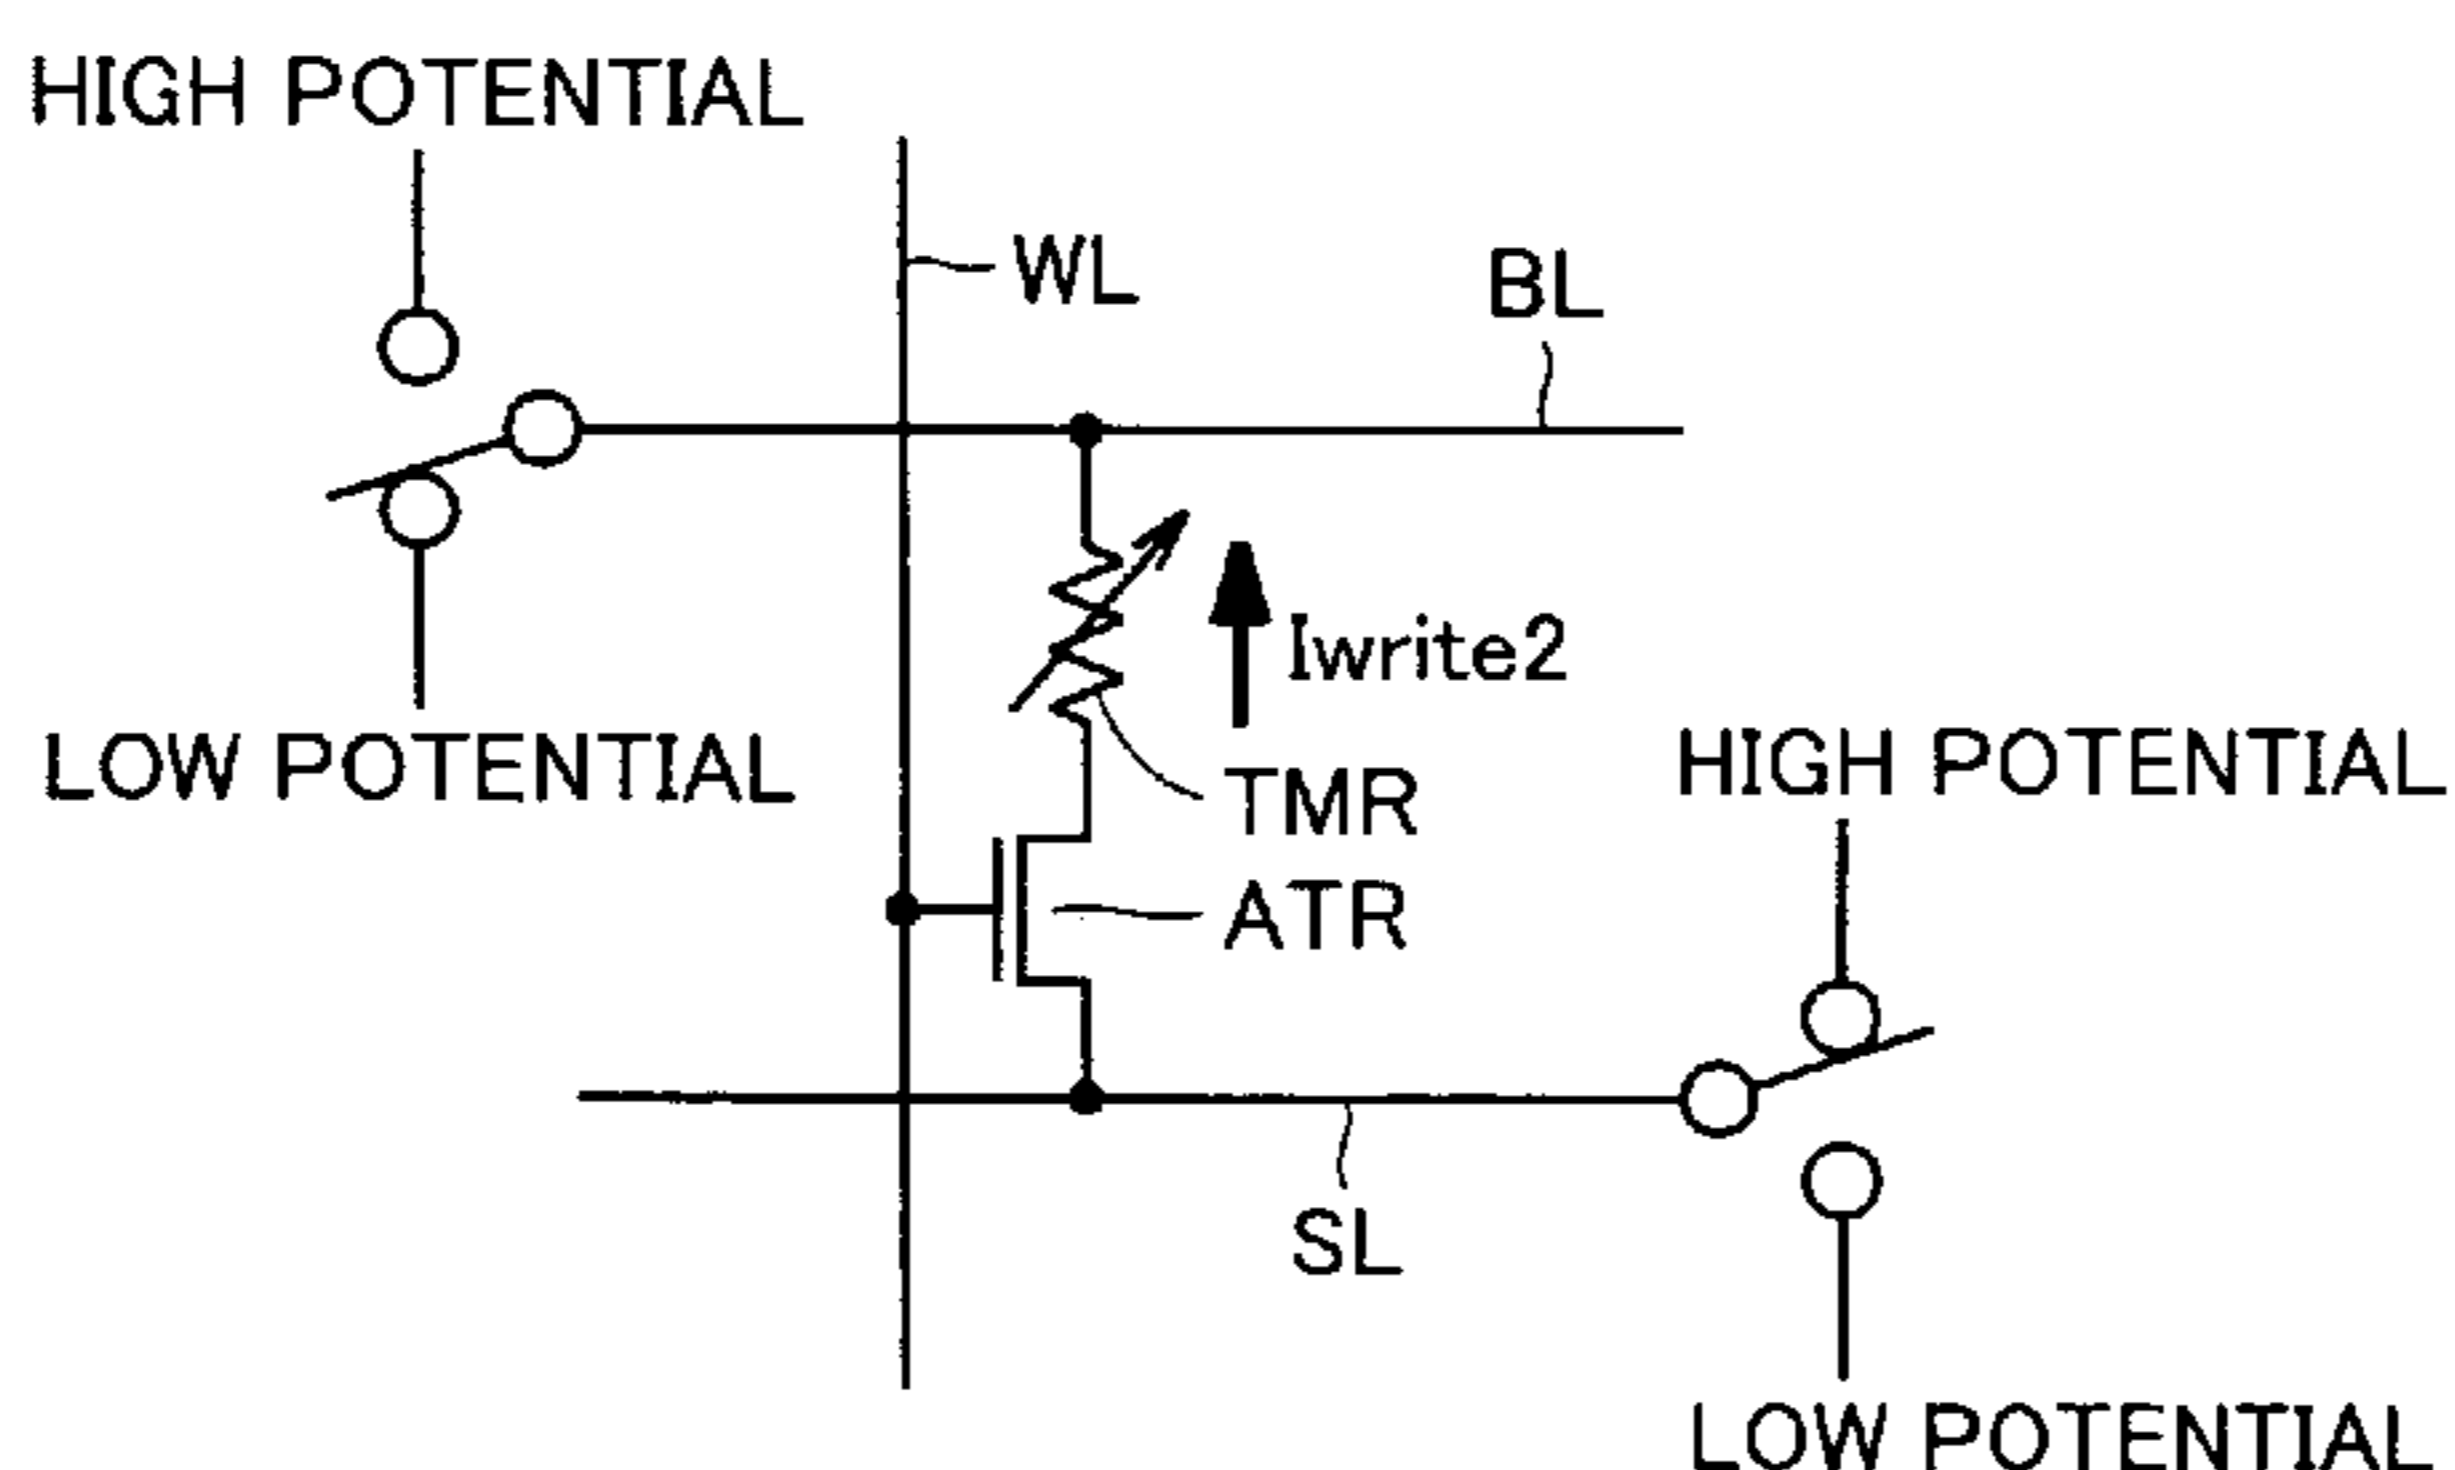 HIGH POTENTIAL
WL
BL
Iwrite2
LOW POTENTIAL
HIGH POTENTIAL
TMR
ATR
SL
LOW POTENTIAL